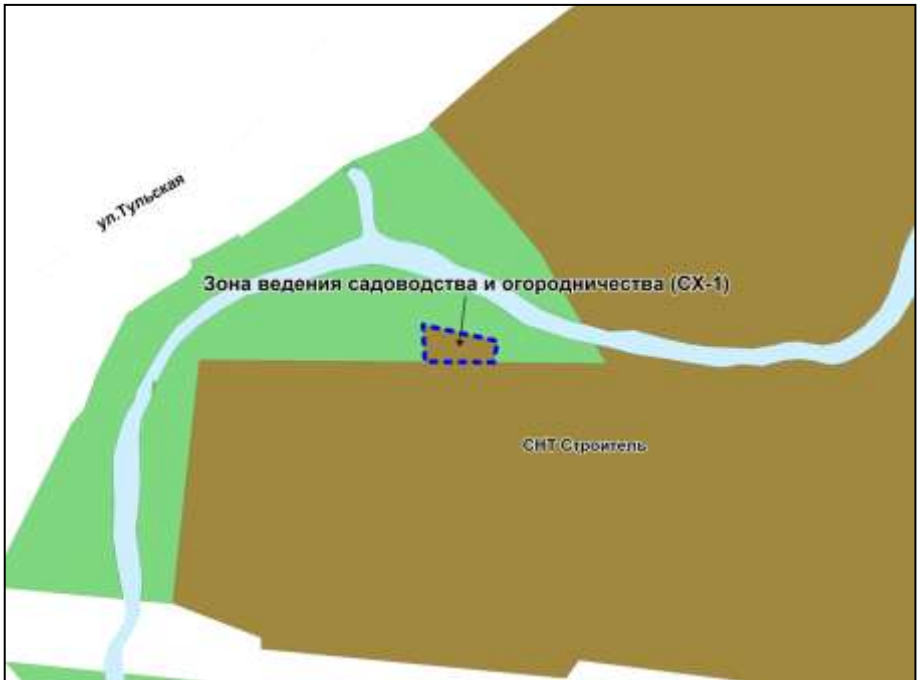 ул.Тульская
Зона ведения садоводства и огородничества (СХ-1)
СНТ Строитель